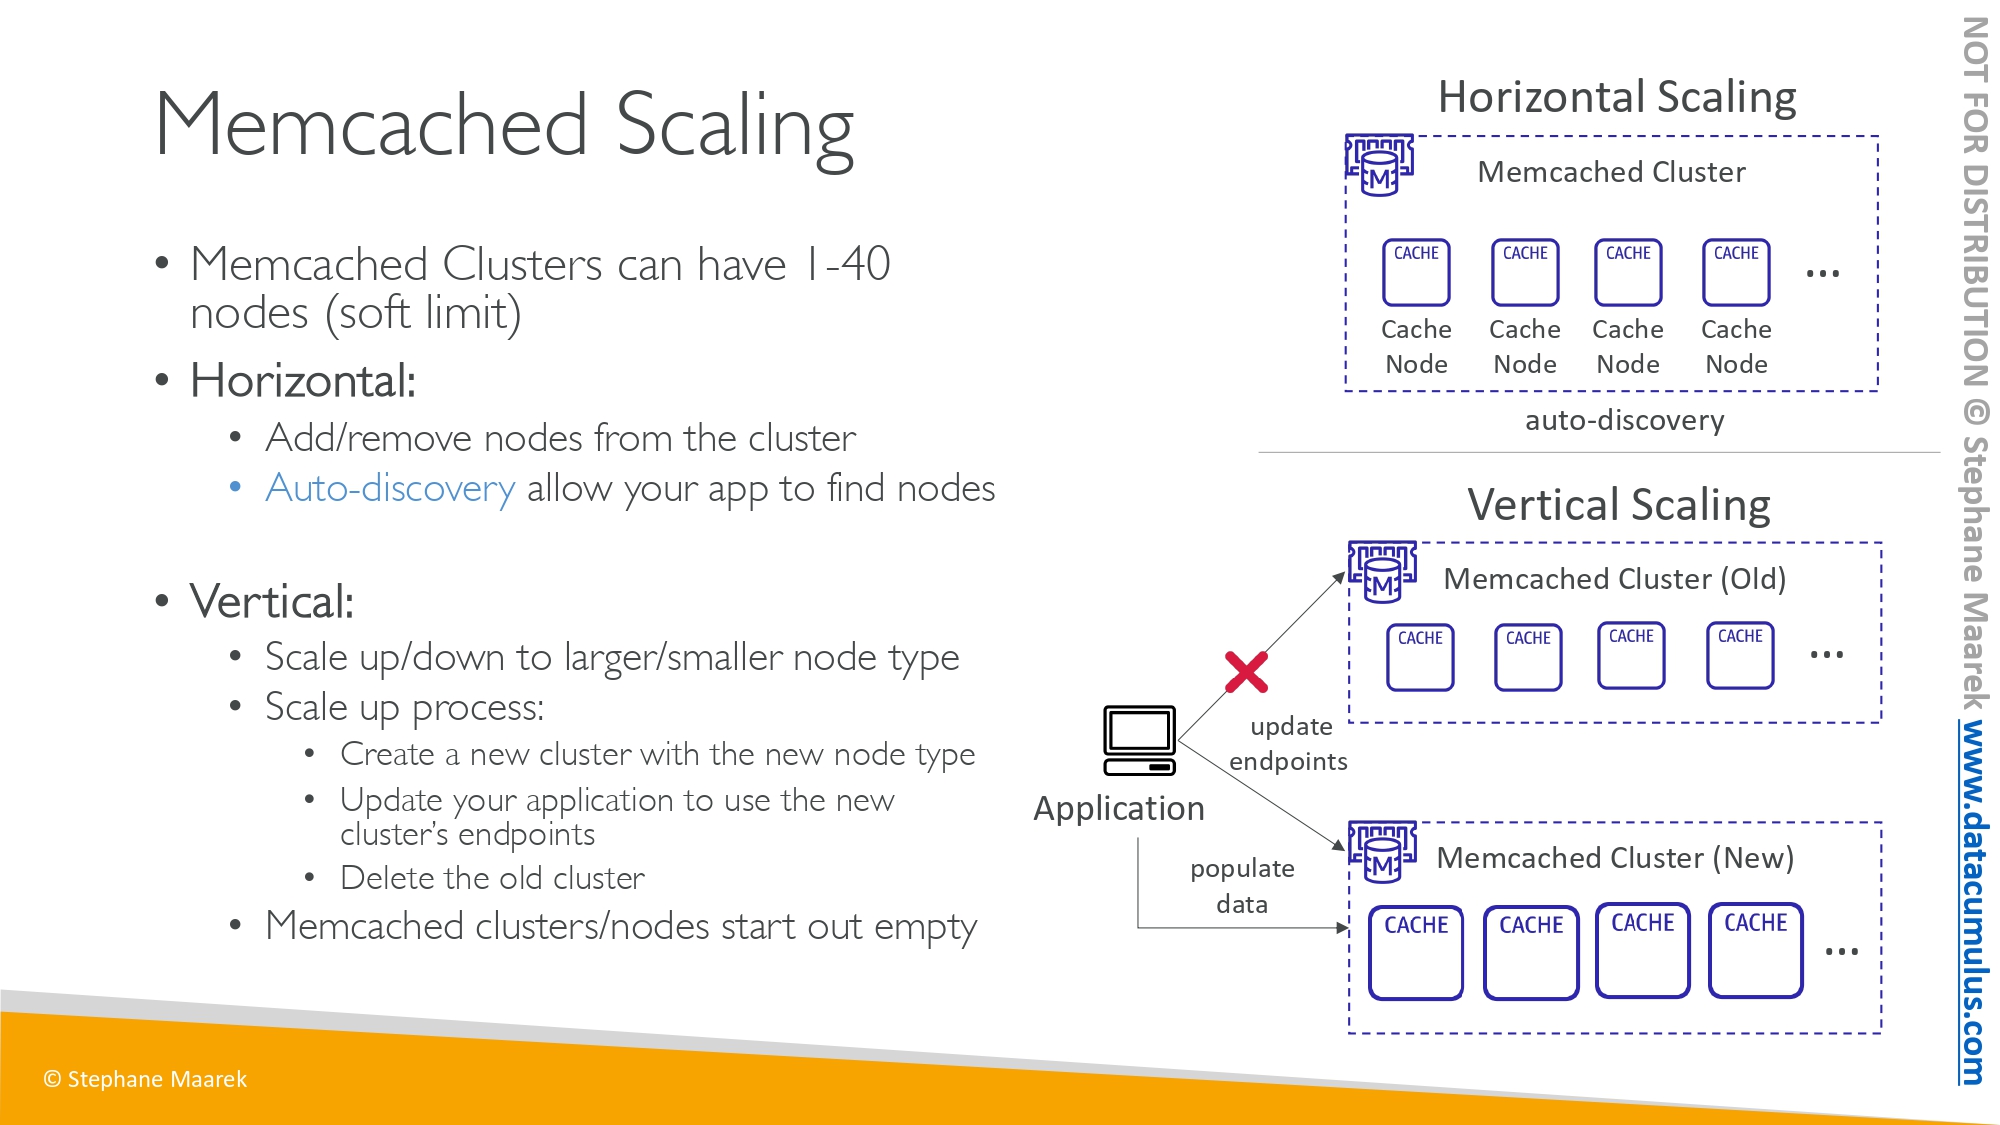 Memcached Scaling
• Memcached Clusters can have 1-40
nodes (soft limit)
• Horizontal:
• Add/remove nodes from the cluster
• Auto-discovery allow your app to find nodes
• Vertical:
• Scale up/down to larger/smaller node type
• Scale up process:
• Create a new cluster with the new node type
• Update your application to use the new
cluster's endpoints
• Delete the old cluster
• Memcached clusters/nodes start out empty
Horizontal Scaling
M
Memcached Cluster
CACHE CACHE CACHE CACHE ...
Cache Cache Cache Cache
Node Node Node Node
auto-discovery
Vertical Scaling
M
Memcached Cluster (Old)
CACHE CACHE CACHE CACHE ...
update
endpoints
Application
populate
data
M
Memcached Cluster (New)
CACHE CACHE CACHE CACHE ...
© Stephane Maarek
NOT FOR DISTRIBUTION © Stephane Maarek www.datacumulus.com